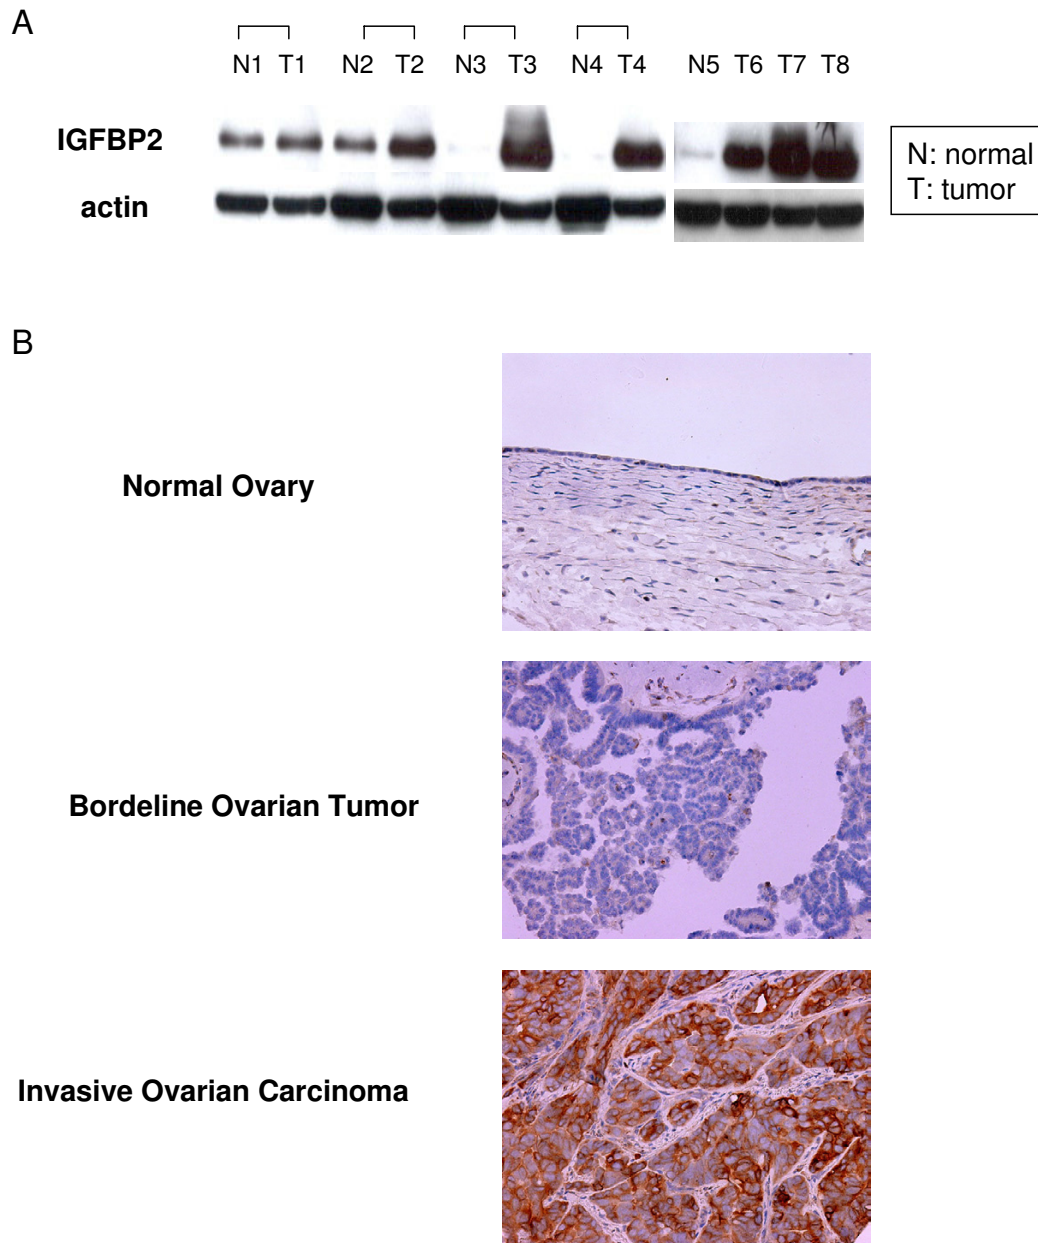 A
N1 T1 N2 T2 N3 T3 N4 T4 N5 T6 T7 T8
IGFBP2
actin
N: normal
T: tumor
B
Normal Ovary
Bordeline Ovarian Tumor
Invasive Ovarian Carcinoma